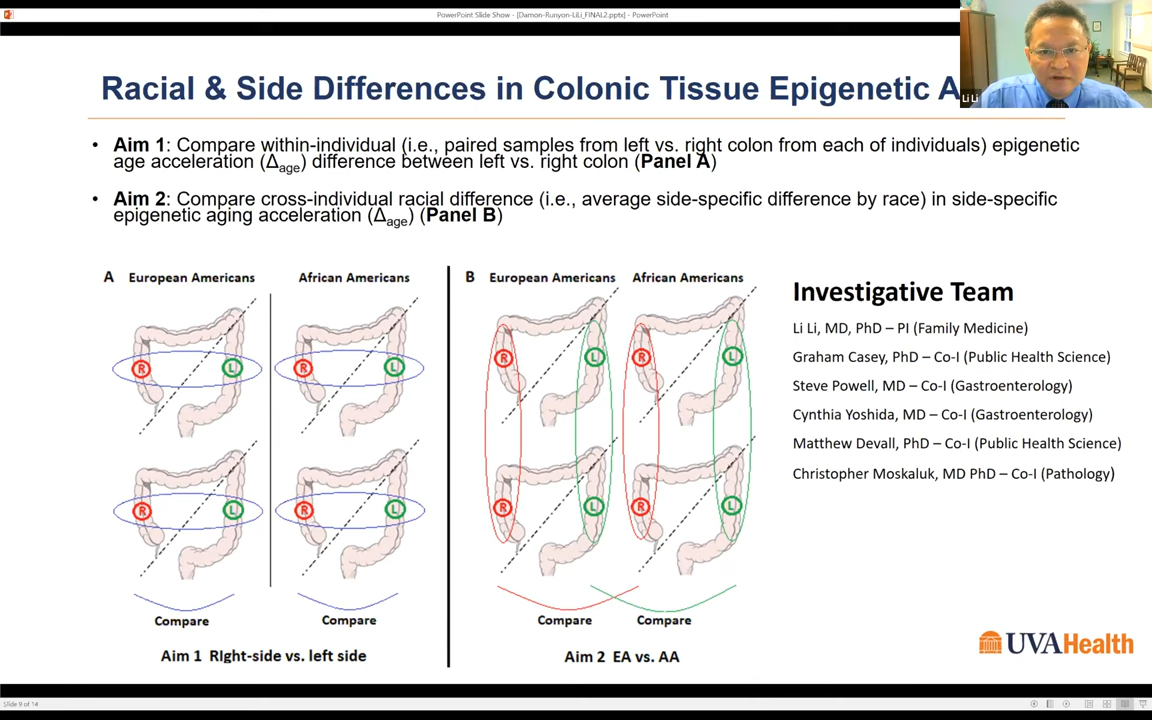 PowerPoint Slide Show - [Damon-Runyon-LiLi_FINAL2.pptx] - PowerPoint
Li Li
Racial & Side Differences in Colonic Tissue Epigenetic A
• Aim 1: Compare within-individual (i.e., paired samples from left vs. right colon from each of individuals) epigenetic
age acceleration (Δage) difference between left vs. right colon (Panel A)
• Aim 2: Compare cross-individual racial difference (i.e., average side-specific difference by race) in side-specific
epigenetic aging acceleration (Δage) (Panel B)
A European Americans African Americans
R L R L
R L R L
Compare Compare
Aim 1 RIght-side vs. left side
B European Americans African Americans
R L R L
R L R L
Compare Compare
Aim 2 EA vs. AA
Investigative Team
Li Li, MD, PhD – PI (Family Medicine)
Graham Casey, PhD – Co-I (Public Health Science)
Steve Powell, MD – Co-I (Gastroenterology)
Cynthia Yoshida, MD – Co-I (Gastroenterology)
Matthew Devall, PhD – Co-I (Public Health Science)
Christopher Moskaluk, MD PhD – Co-I (Pathology)
UVAHealth
Slide 9 of 14